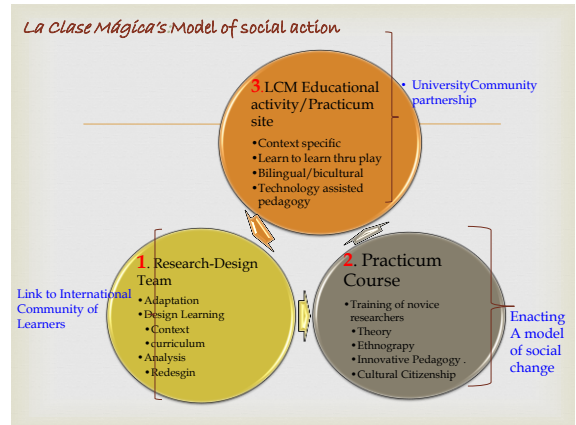 La Clase Mágica's Model of social action
3.LCM Educational
activity/Practicum
site
•Context specific
•Learn to learn thru play
•Bilingual/bicultural
•Technology assisted
pedagogy
• UniversityCommunity
partnership
1. Research-Design
Team
•Adaptation
•Design Learning
•Context
•curriculum
•Analysis
•Redesgin
Link to International
Community of
Learners
2. Practicum
Course
•Training of novice
researchers
•Theory
•Ethnograpy
•Innovative Pedagogy .
•Cultural Citizenship
Enacting
A model
of social
change